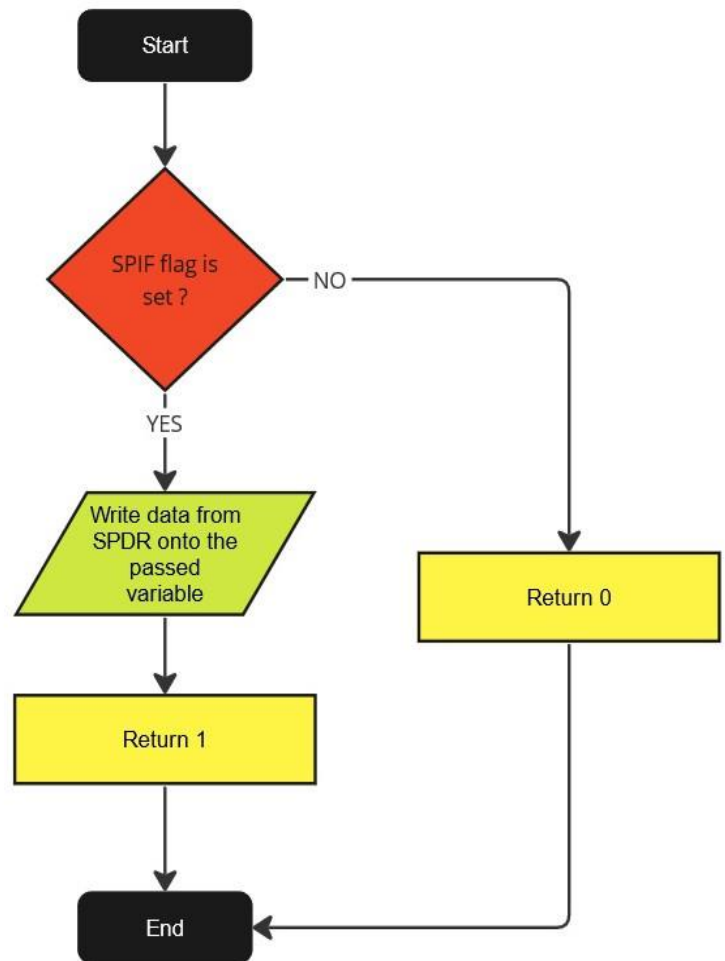 Start
SPIF flag is
set ?
NO
YES
Write data from
SPDR onto the
passed
variable
Return 0
Return 1
End